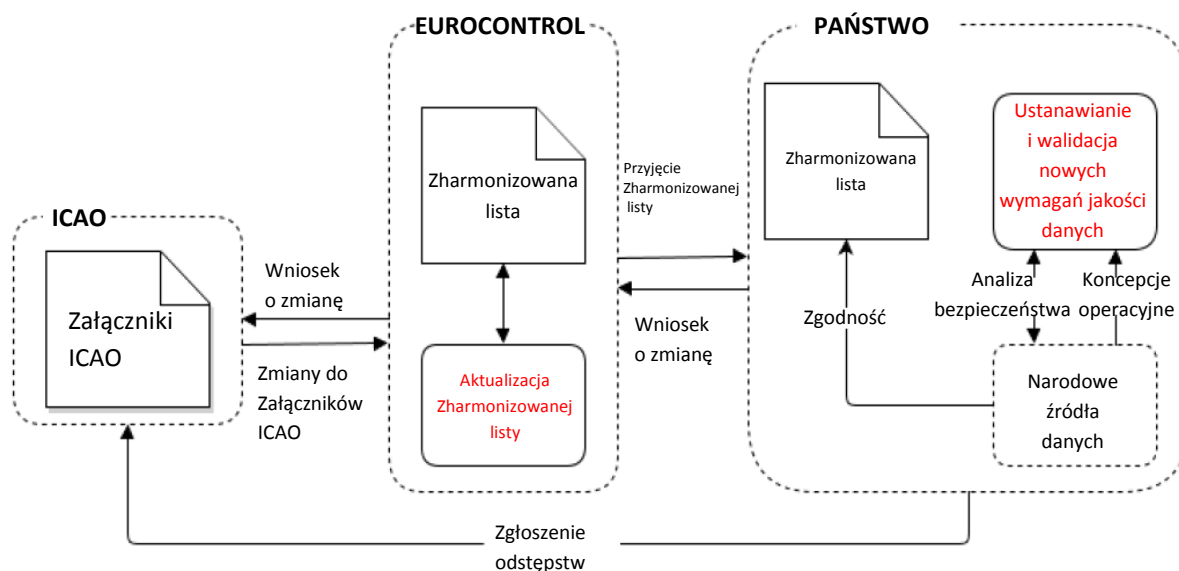 EUROCONTROL
PAŃSTWO
Zharmonizowana
lista
Zharmonizowana
lista
Ustanawianie
i walidacja
nowych
wymagań jakości
danych
Przyjęcie
Zharmonizowanej
listy
ICAO
Załączniki
ICAO
Wniosek
o zmianę
Zmiany do
Załączników
ICAO
Aktualizacja
Zharmonizowanej
listy
Wniosek
o zmianę
Zgodność
Analiza
bezpieczeństwa
Koncepcje
operacyjne
Narodowe
źródła
danych
Zgłoszenie
odstępstw